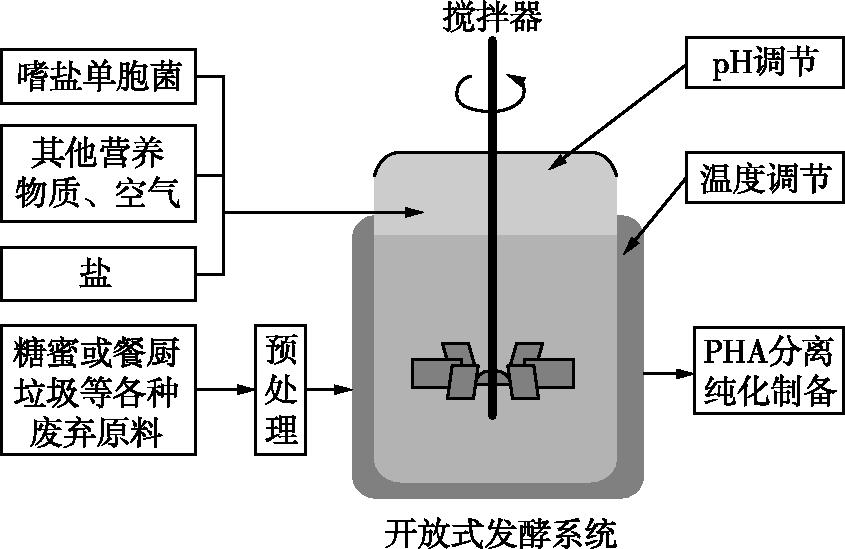 搅拌器
嗜盐单胞菌
pH调节
其他营养
物质、空气
温度调节
盐
糖蜜或餐厨
垃圾等各种
废弃原料
预
处
理
PHA分离
纯化制备
开放式发酵系统